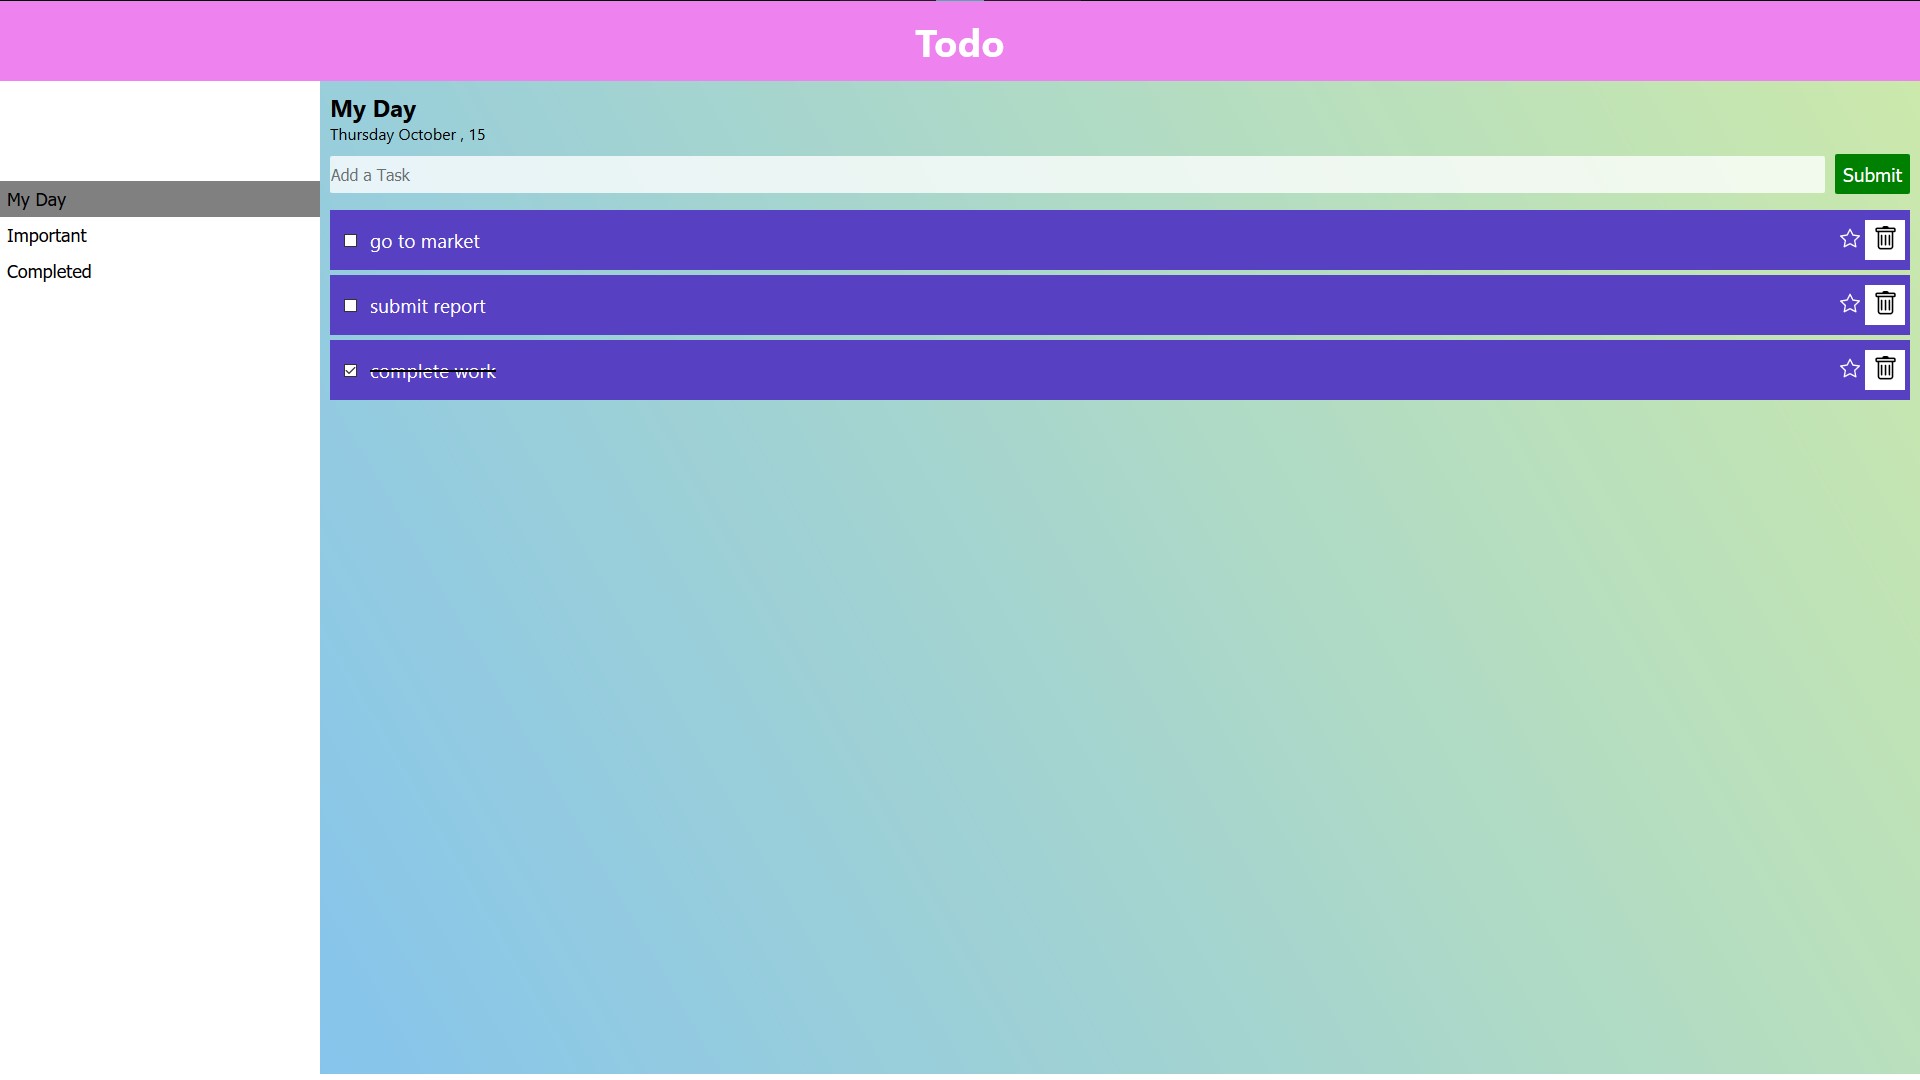 Todo
My Day
Important
Completed
My Day
Thursday October , 15
Add a Task
Submit
go to market
submit report
complete work